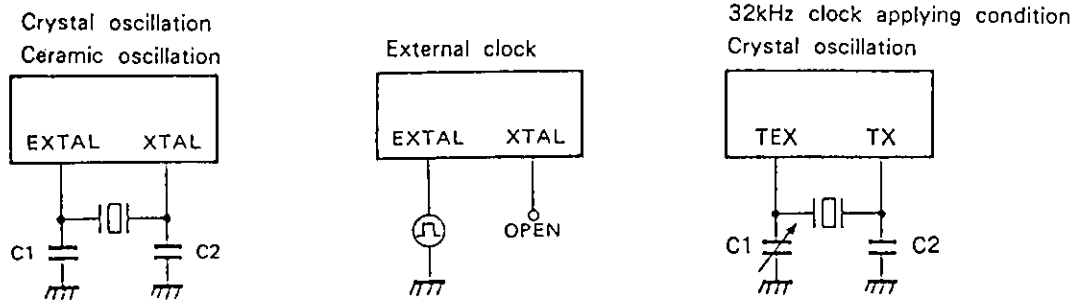 Crystal oscillation
Ceramic oscillation
EXTAL XTAL
C1 C2
External clock
EXTAL XTAL
OPEN
32kHz clock applying condition
Crystal oscillation
TEX TX
C1 C2